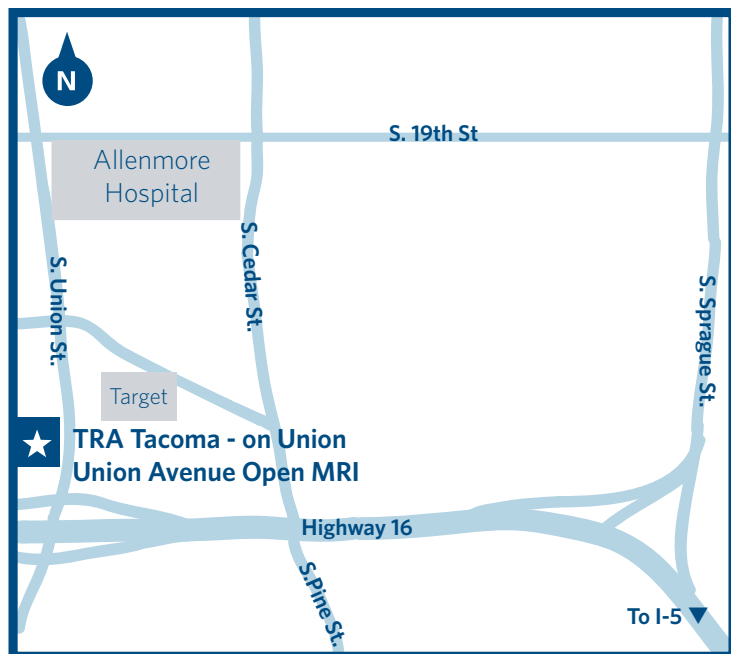 N
S. 19th St
Allenmore
Hospital
S. Cedar St.
S. Union St.
S. Sprague St.
Target
TRA Tacoma - on Union
Union Avenue Open MRI
Highway 16
S.Pine St.
To I-5